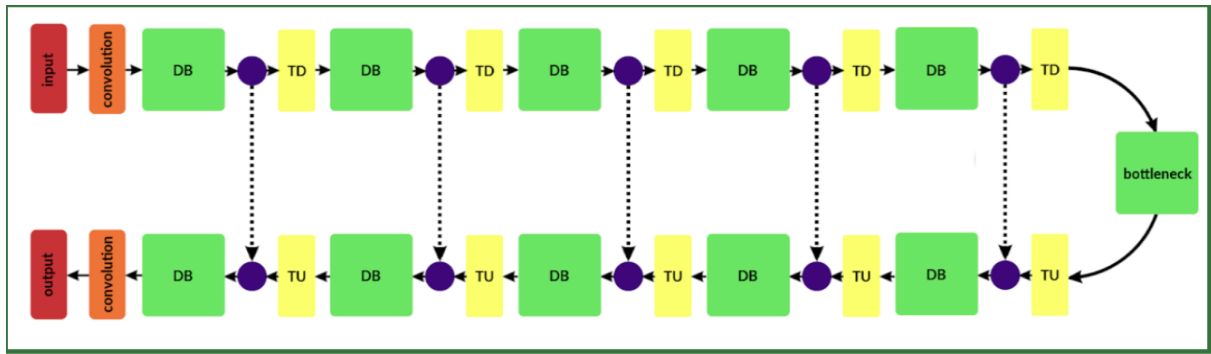 input
convolution
DB
TD
DB
TD
DB
TD
DB
TD
DB
TD
bottleneck
output
convolution
DB
TU
DB
TU
DB
TU
DB
TU
DB
TU